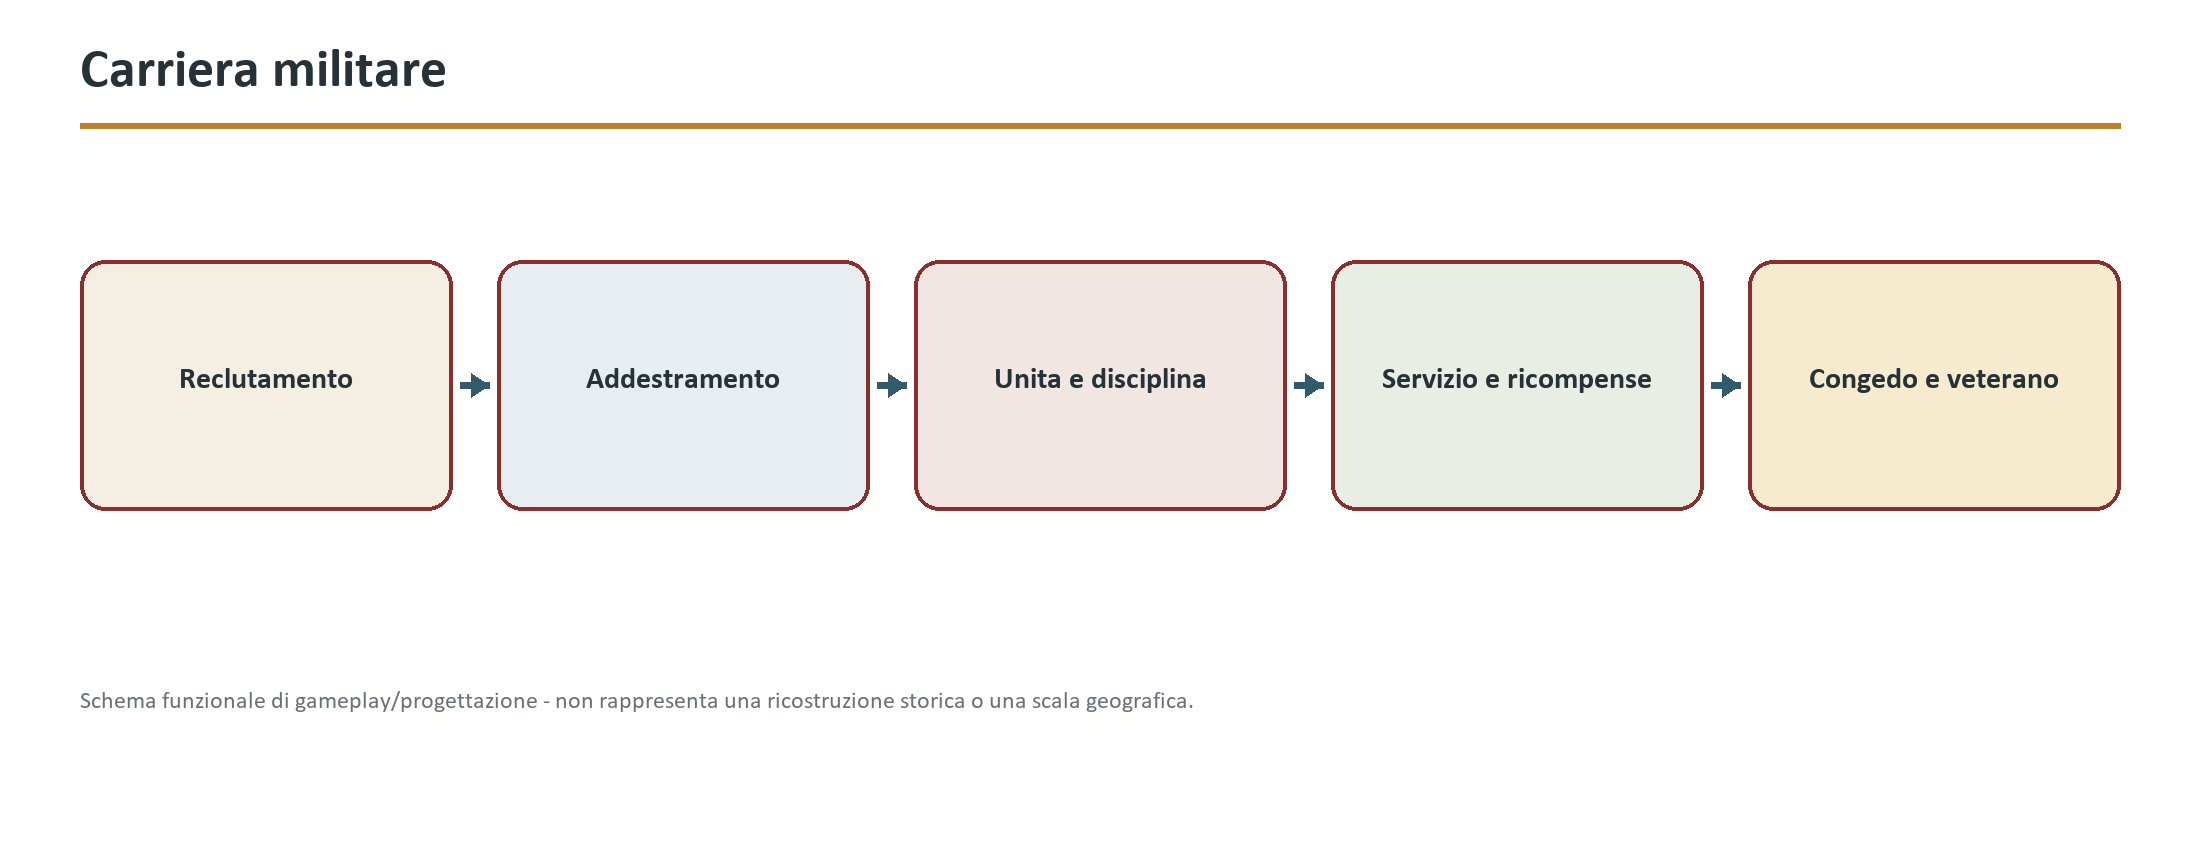 Carriera militare
Reclutamento
Addestramento
Unita e disciplina
Servizio e ricompense
Congedo e veterano
Schema funzionale di gameplay/progettazione - non rappresenta una ricostruzione storica o una scala geografica.